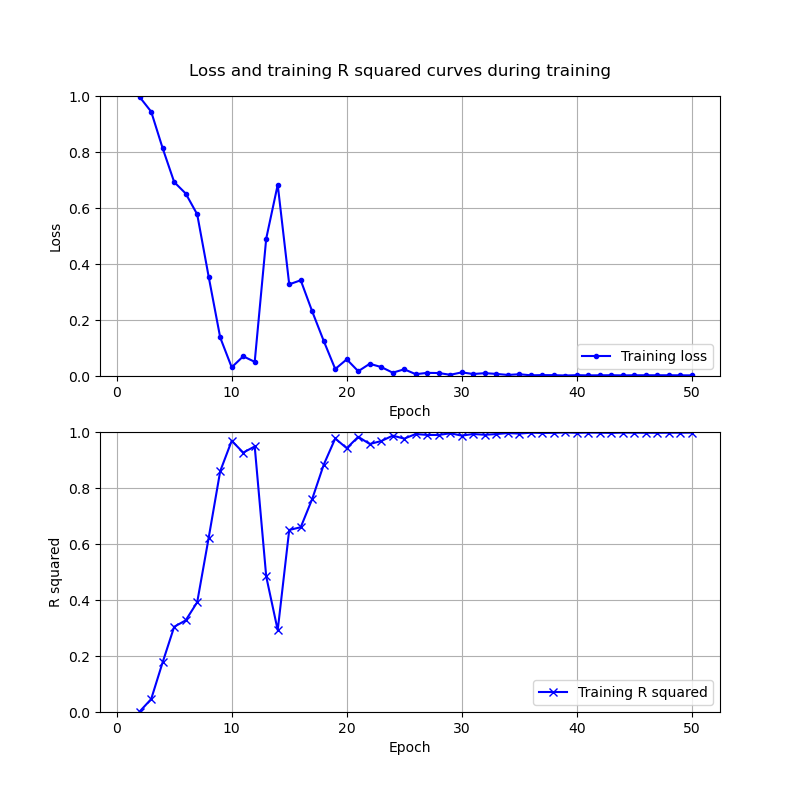 Loss and training R squared curves during training
1.0
0.8
0.6
0.4
0.2
0.0
Loss
Training loss
0 10 20 30 40 50
Epoch
1.0
0.8
0.6
0.4
0.2
0.0
R squared
Training R squared
0 10 20 30 40 50
Epoch